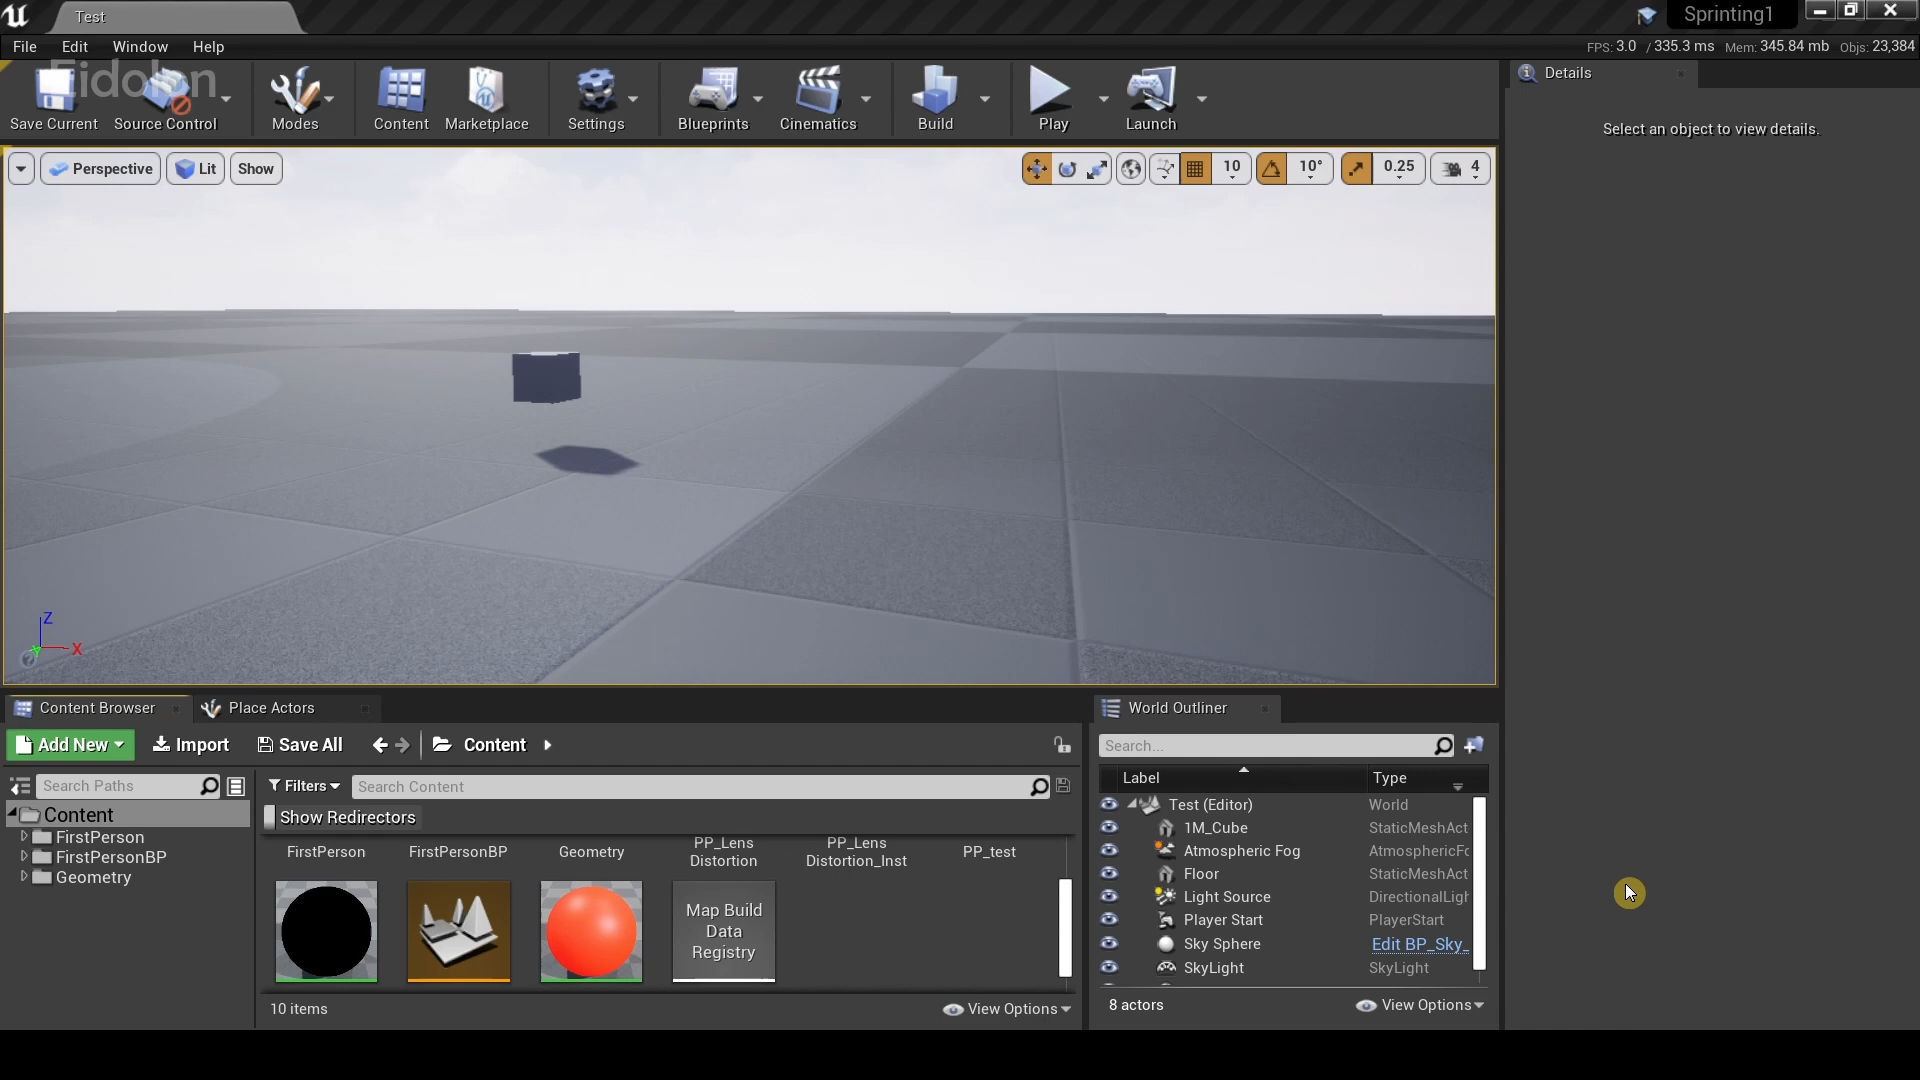 Test
Sprinting1
File Edit Window Help
FPS: 3.0 / 335.3 ms Mem: 345.84 mb Objs: 23,384
Eidolon
Save Current Source Control Modes Content Marketplace Settings Blueprints Cinematics Build Play Launch
Details
Select an object to view details.
Perspective Lit Show
10 10° 0.25 4
Z
Y X
Content Browser Place Actors
Add New Import Save All Content
Search Paths
Content
FirstPerson
FirstPersonBP
Geometry
Filters Search Content
Show Redirectors
FirstPerson FirstPersonBP Geometry PP_Lens Distortion PP_Lens Distortion_Inst PP_test
Map Build
Data
Registry
10 items View Options
World Outliner
Search...
Label Type
Test (Editor) World
1M_Cube StaticMeshAct
Atmospheric Fog AtmosphericFo
Floor StaticMeshAct
Light Source DirectionalLigh
Player Start PlayerStart
Sky Sphere Edit BP_Sky_
SkyLight SkyLight
8 actors View Options